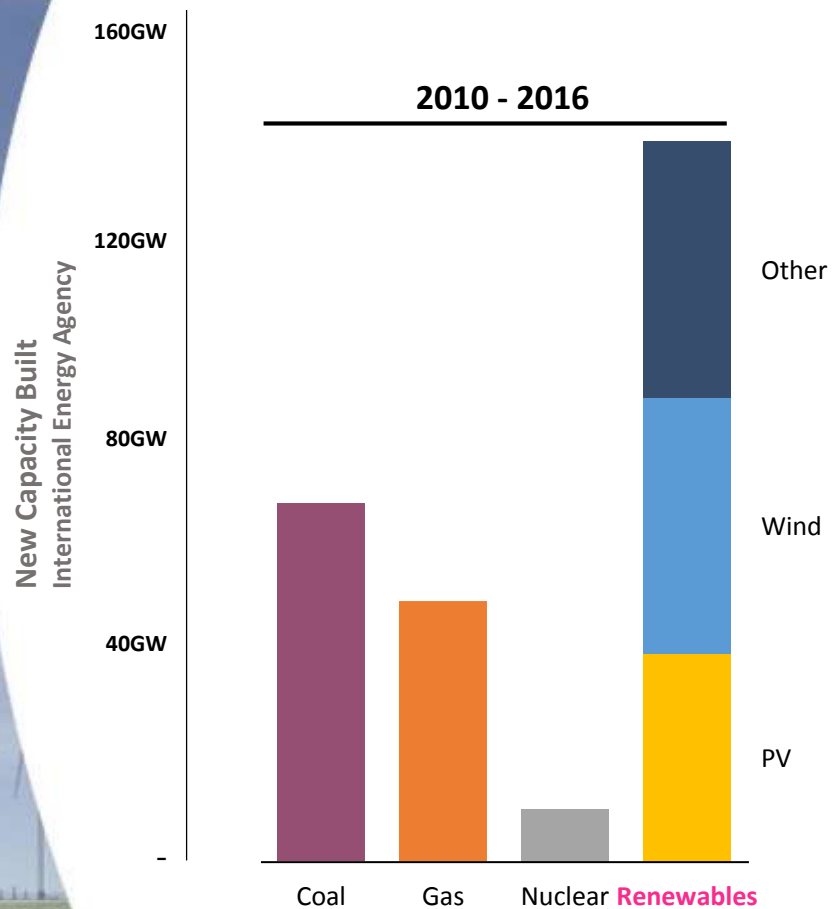 160GW
2010 - 2016
120GW
Other
New Capacity Built
International Energy Agency
80GW
Wind
40GW
PV
-
Coal Gas Nuclear Renewables